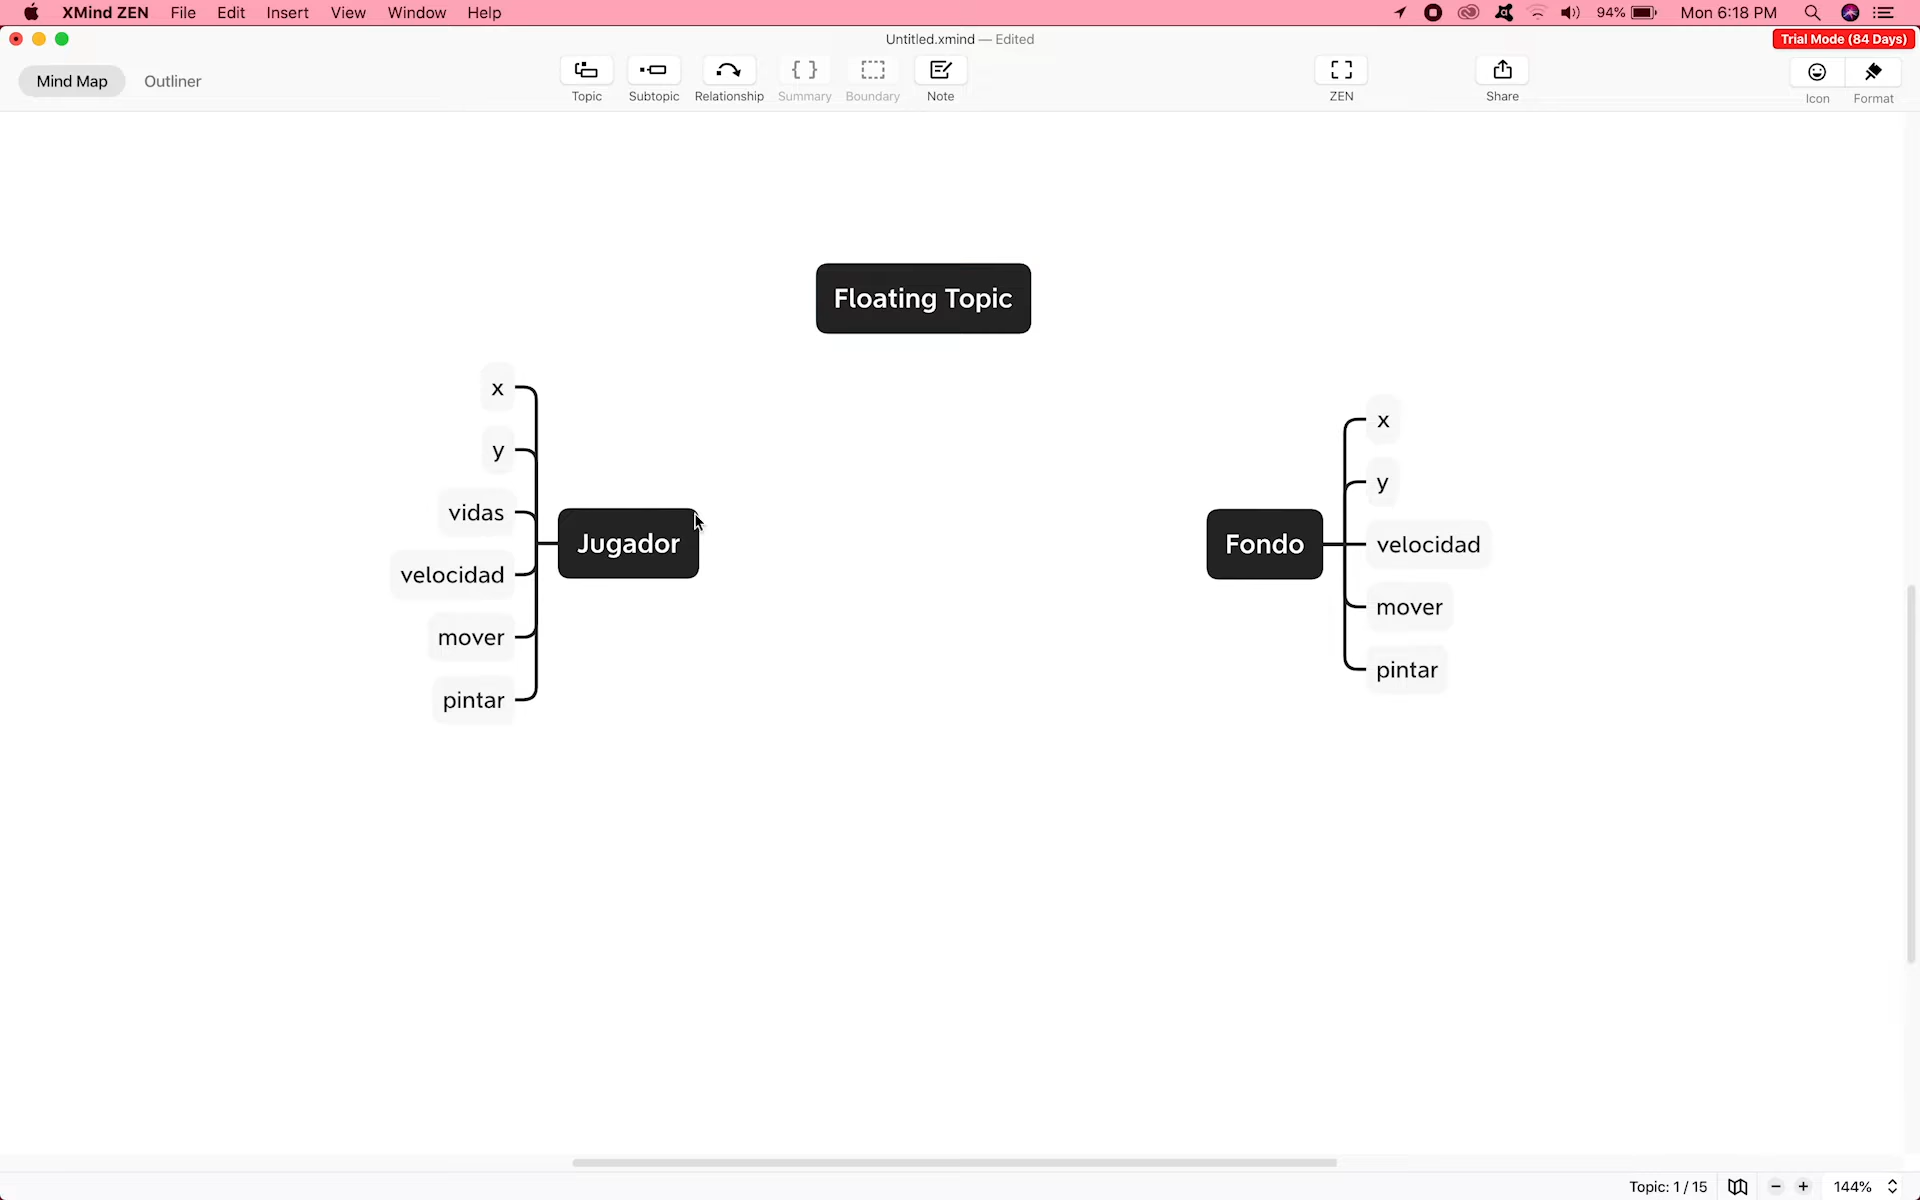 XMind ZEN File Edit Insert View Window Help 94% Mon 6:18 PM
Untitled.xmind — Edited
Trial Mode (84 Days)
Mind Map Outliner
Topic Subtopic Relationship Summary Boundary Note ZEN Share Icon Format
Floating Topic
x
y
vidas
velocidad
mover
pintar
Jugador
Fondo
x
y
velocidad
mover
pintar
Topic: 1 / 15 144%